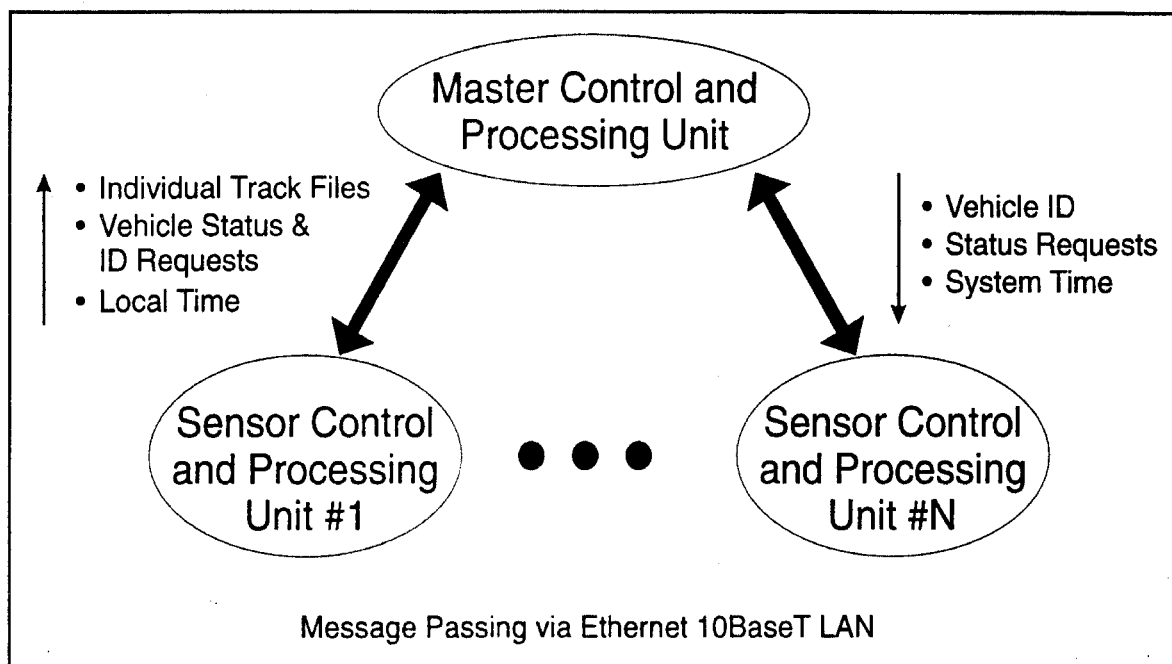 Master Control and
Processing Unit
• Individual Track Files
• Vehicle Status &
ID Requests
• Local Time
• Vehicle ID
• Status Requests
• System Time
Sensor Control
and Processing
Unit #1
Sensor Control
and Processing
Unit #N
Message Passing via Ethernet 10BaseT LAN